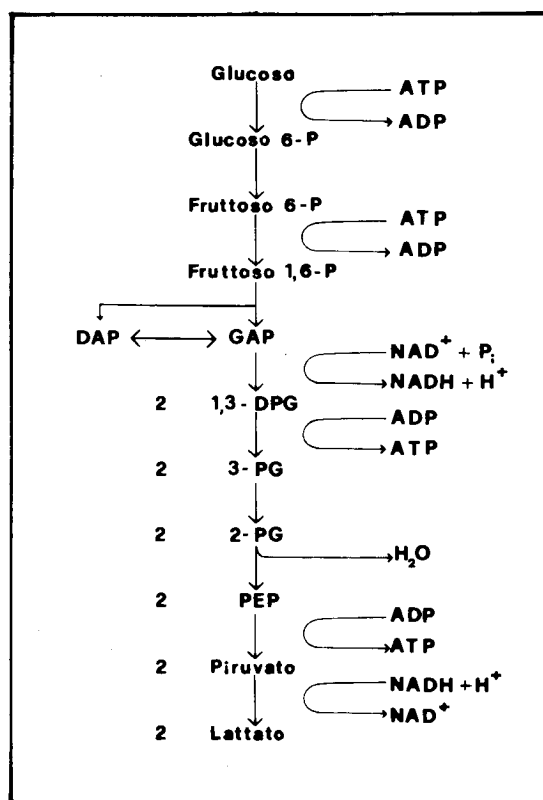 Glucoso
ATP
ADP
Glucoso 6-P
Fruttoso 6-P
ATP
ADP
Fruttoso 1,6-P
DAP GAP
NAD⁺ + Pᵢ
NADH + H⁺
2 1,3-DPG
ADP
ATP
2 3-PG
2 2-PG
H₂O
2 PEP
ADP
ATP
2 Piruvato
NADH + H⁺
NAD⁺
2 Lattato